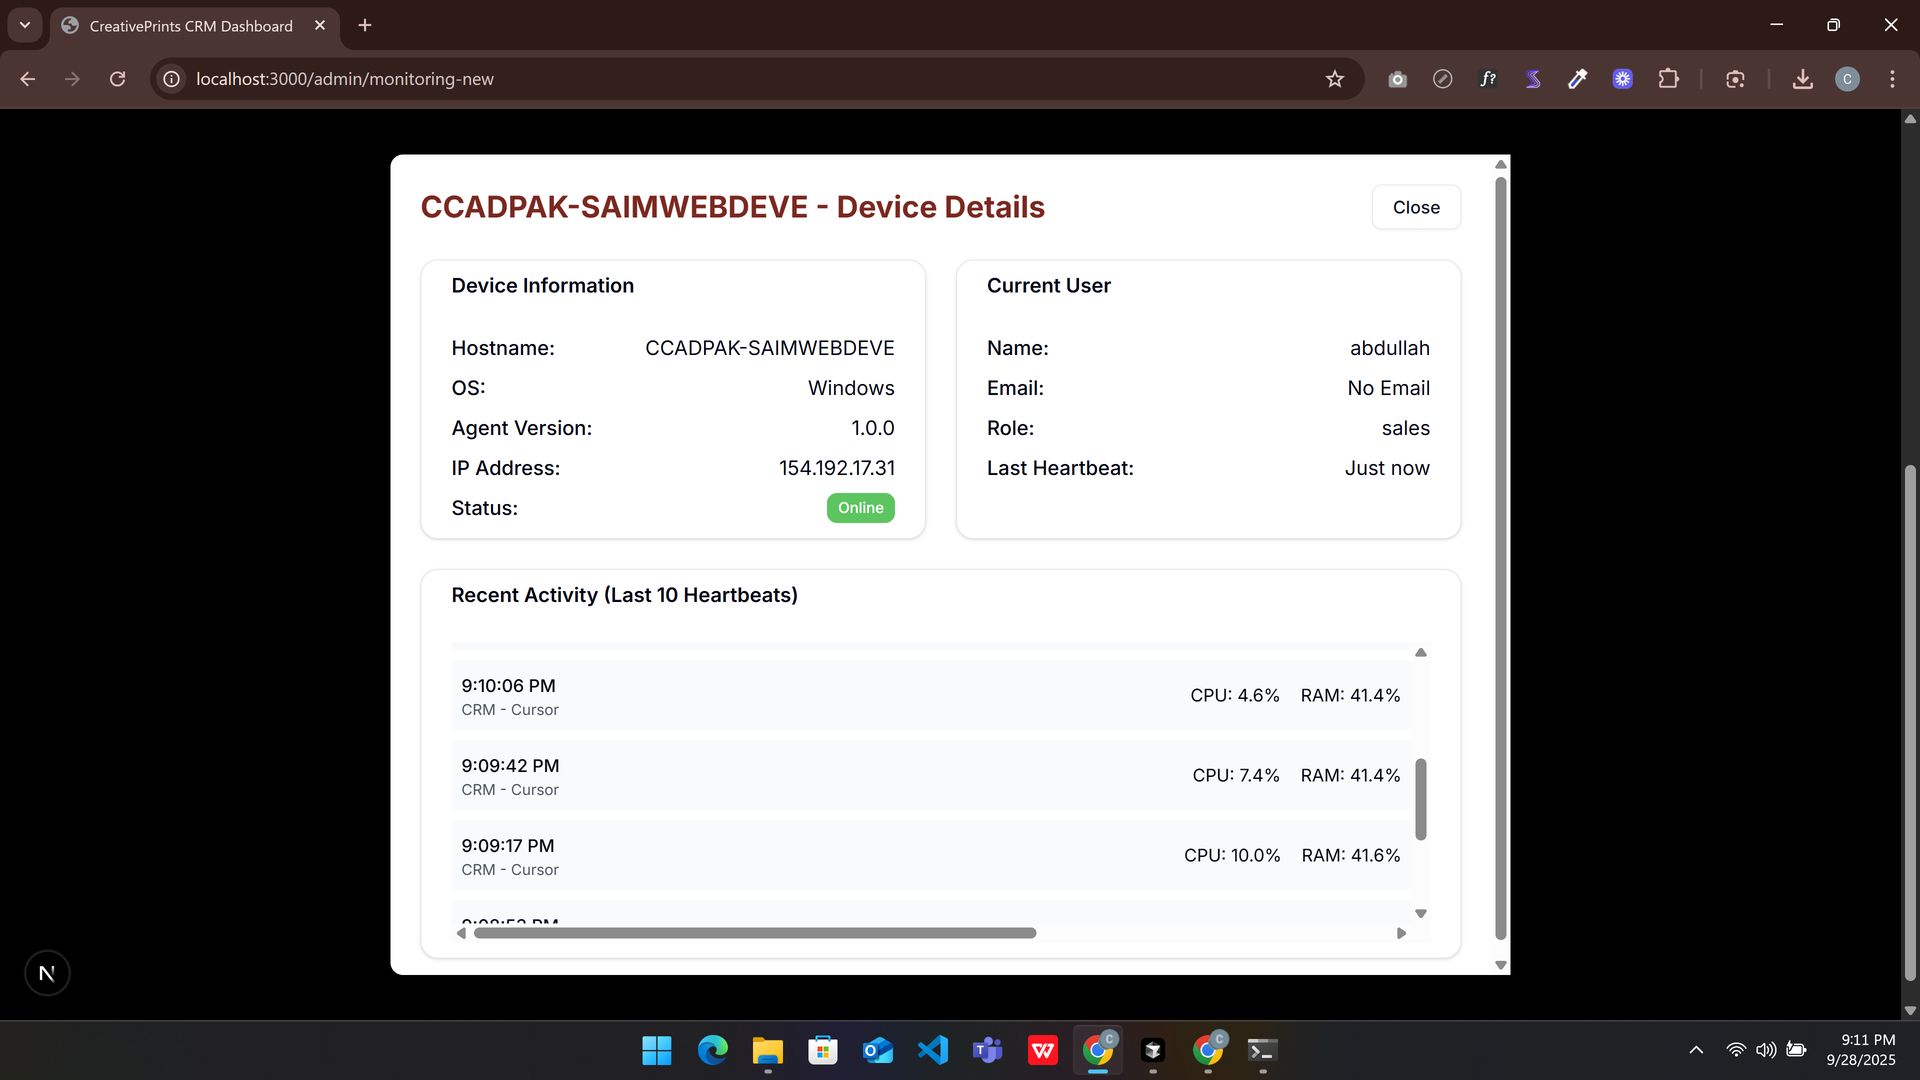 CreativePrints CRM Dashboard
localhost:3000/admin/monitoring-new
f?
C
CCADPAK-SAIMWEBDEVE - Device Details
Close
Device Information
Hostname: CCADPAK-SAIMWEBDEVE
OS: Windows
Agent Version: 1.0.0
IP Address: 154.192.17.31
Status: Online
Current User
Name: abdullah
Email: No Email
Role: sales
Last Heartbeat: Just now
Recent Activity (Last 10 Heartbeats)
9:10:06 PM
CRM - Cursor
CPU: 4.6% RAM: 41.4%
9:09:42 PM
CRM - Cursor
CPU: 7.4% RAM: 41.4%
9:09:17 PM
CRM - Cursor
CPU: 10.0% RAM: 41.6%
N
C
C
9:11 PM
9/28/2025